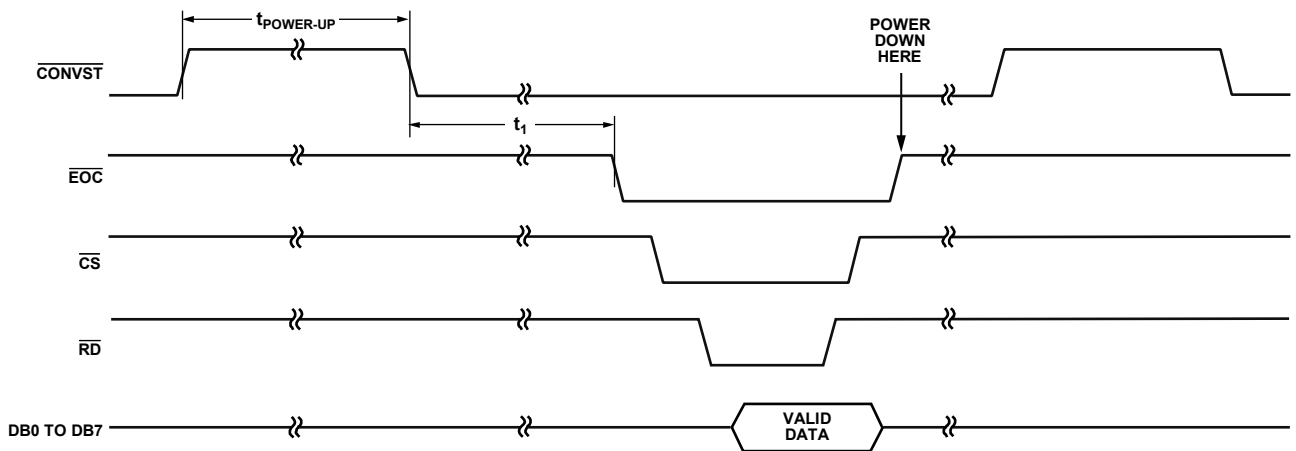 tPOWER-UP
POWER
DOWN
HERE
CONVST
t1
EOC
CS
RD
DB0 TO DB7
VALID
DATA